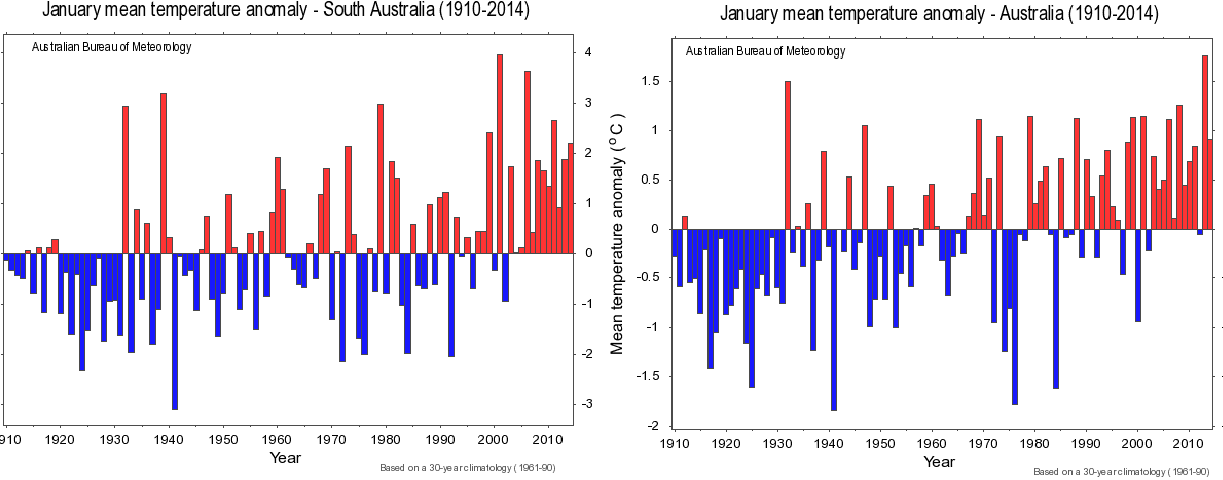 January mean temperature anomaly - South Australia (1910-2014)
Australian Bureau of Meteorology
4
3
2
1
0
-1
-2
-3
910 1920 1930 1940 1950 1960 1970 1980 1990 2000 2010
Year
Based on a 30-year climatology (1961-90)
January mean temperature anomaly - Australia (1910-2014)
Australian Bureau of Meteorology
Mean temperature anomaly (°C)
1.5
1
0.5
0
-0.5
-1
-1.5
-2
1910 1920 1930 1940 1950 1960 1970 1980 1990 2000 2010
Year
Based on a 30-year climatology (1961-90)